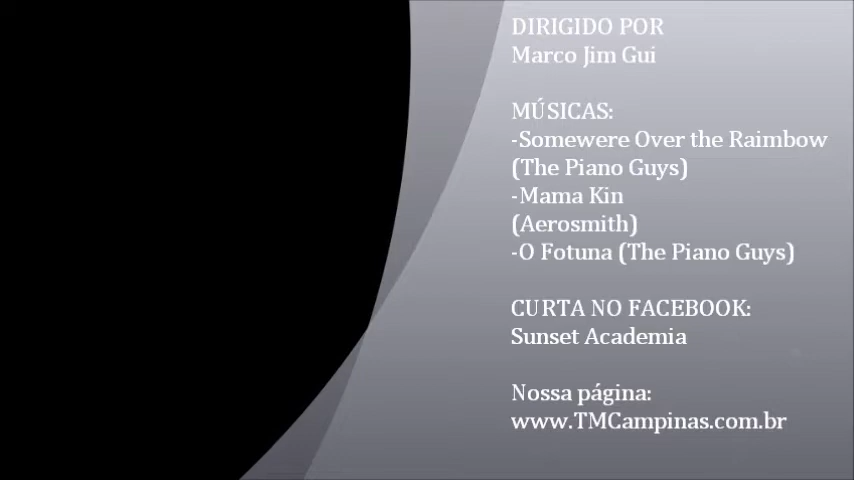 DIRIGIDO POR
Marco Jim Gui
MÚSICAS:
-Somewere Over the Raimbow
(The Piano Guys)
-Mama Kin
(Aerosmith)
-O Fotuna (The Piano Guys)
CURTA NO FACEBOOK:
Sunset Academia
Nossa página:
www.TMCampinas.com.br